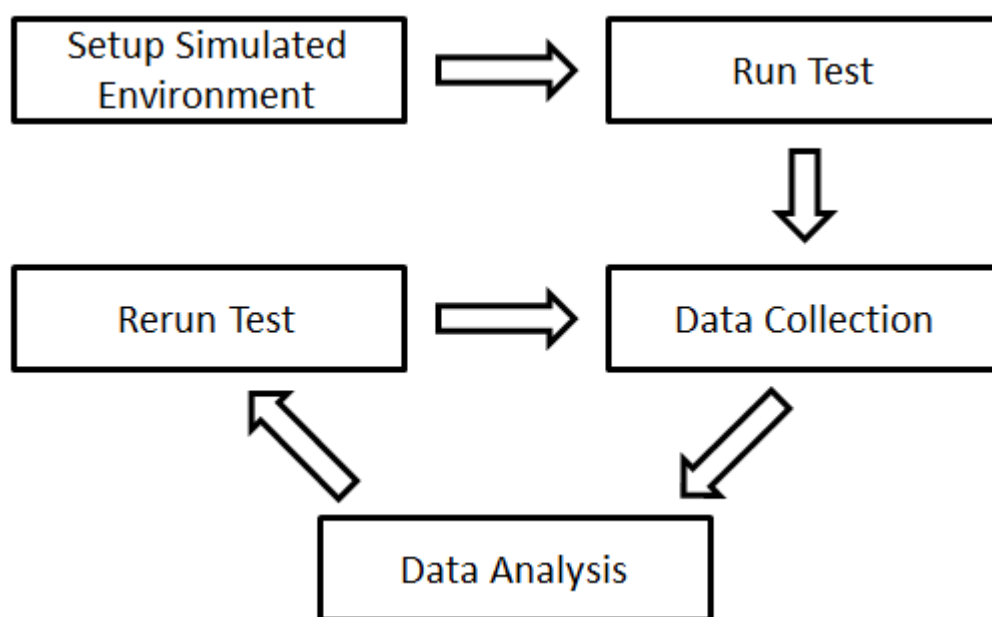 Setup Simulated
Environment
Run Test
Rerun Test
Data Collection
Data Analysis